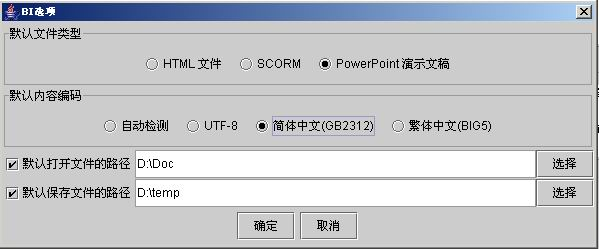 BI选项
默认文件类型
HTML 文件 SCORM PowerPoint 演示文稿
默认内容编码
自动检测 UTF-8 简体中文(GB2312) 繁体中文(BIG5)
默认打开文件的路径 D:\Doc 选择
默认保存文件的路径 D:\temp 选择
确定 取消